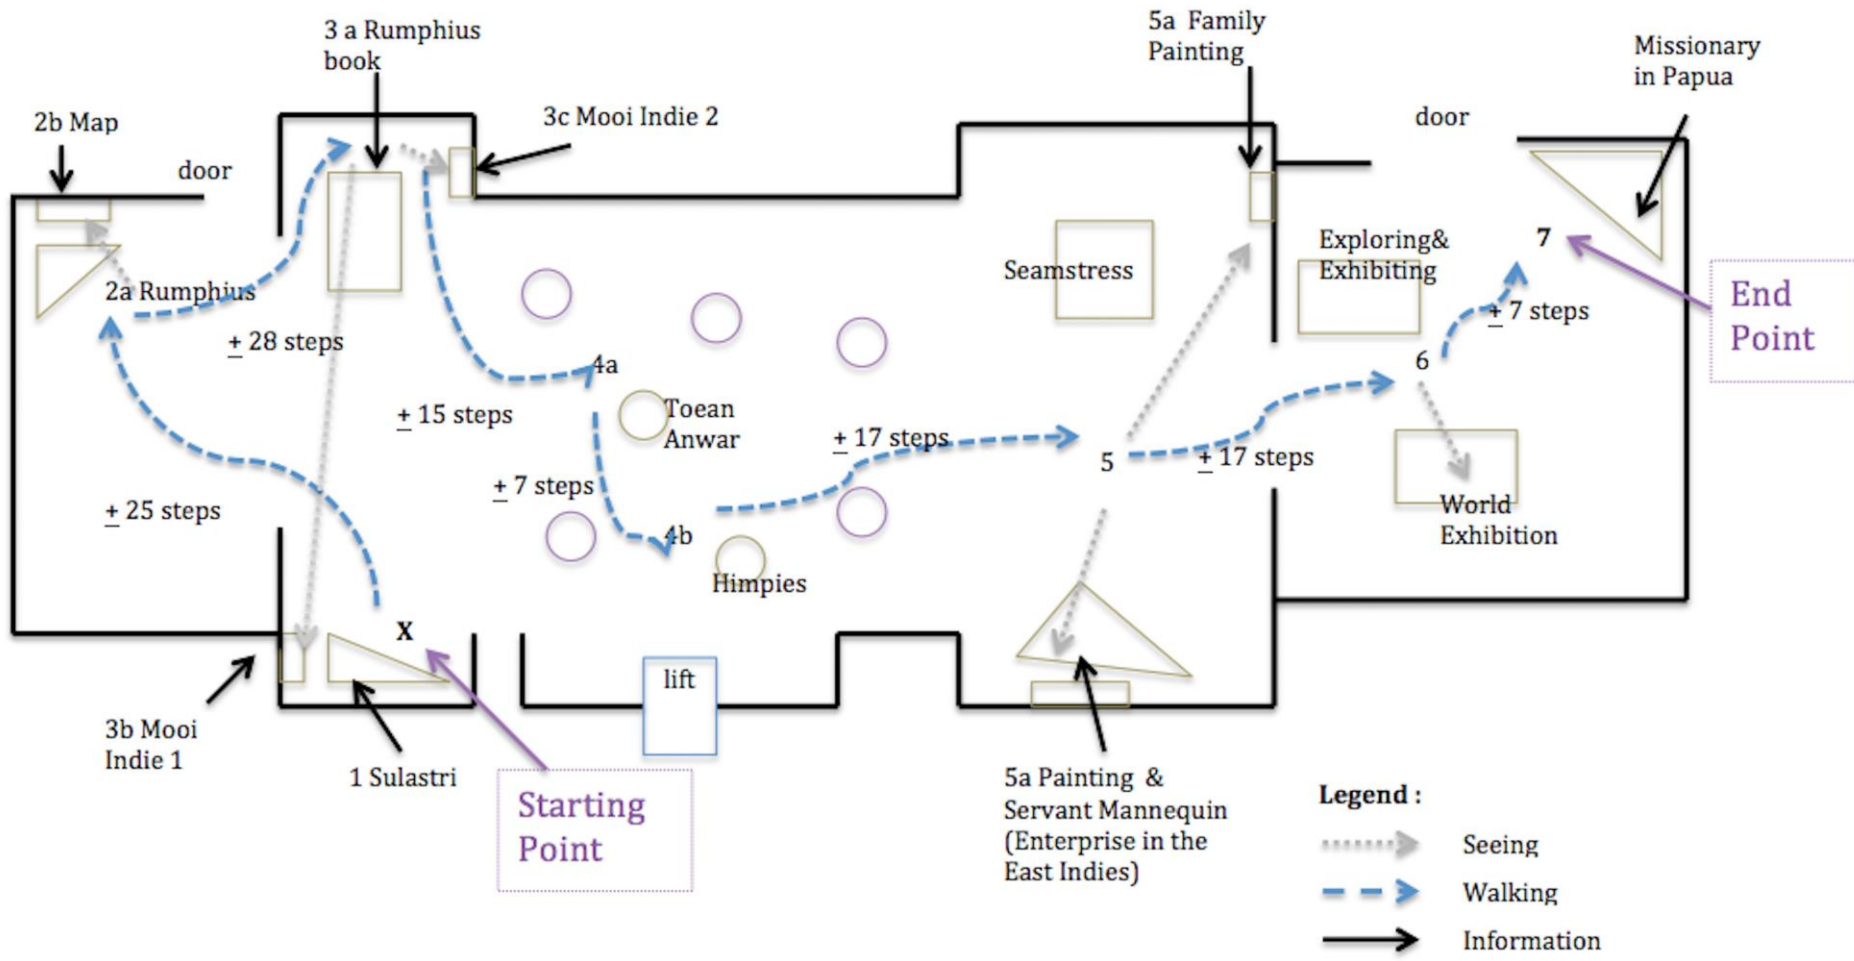 3 a Rumphius
book
5a Family
Painting
Missionary
in Papua
2b Map
door
3c Mooi Indie 2
door
2a Rumphius
+ 28 steps
Seamstress
Exploring&
Exhibiting
7
+ 7 steps
End
Point
4a
6
+ 15 steps
Toean
Anwar
+ 17 steps
5
+ 17 steps
+ 25 steps
+ 7 steps
4b
Himpies
World
Exhibition
X
lift
3b Mooi
Indie 1
1 Sulastri
Starting
Point
5a Painting &
Servant Mannequin
(Enterprise in the
East Indies)
Legend :
Seeing
Walking
Information